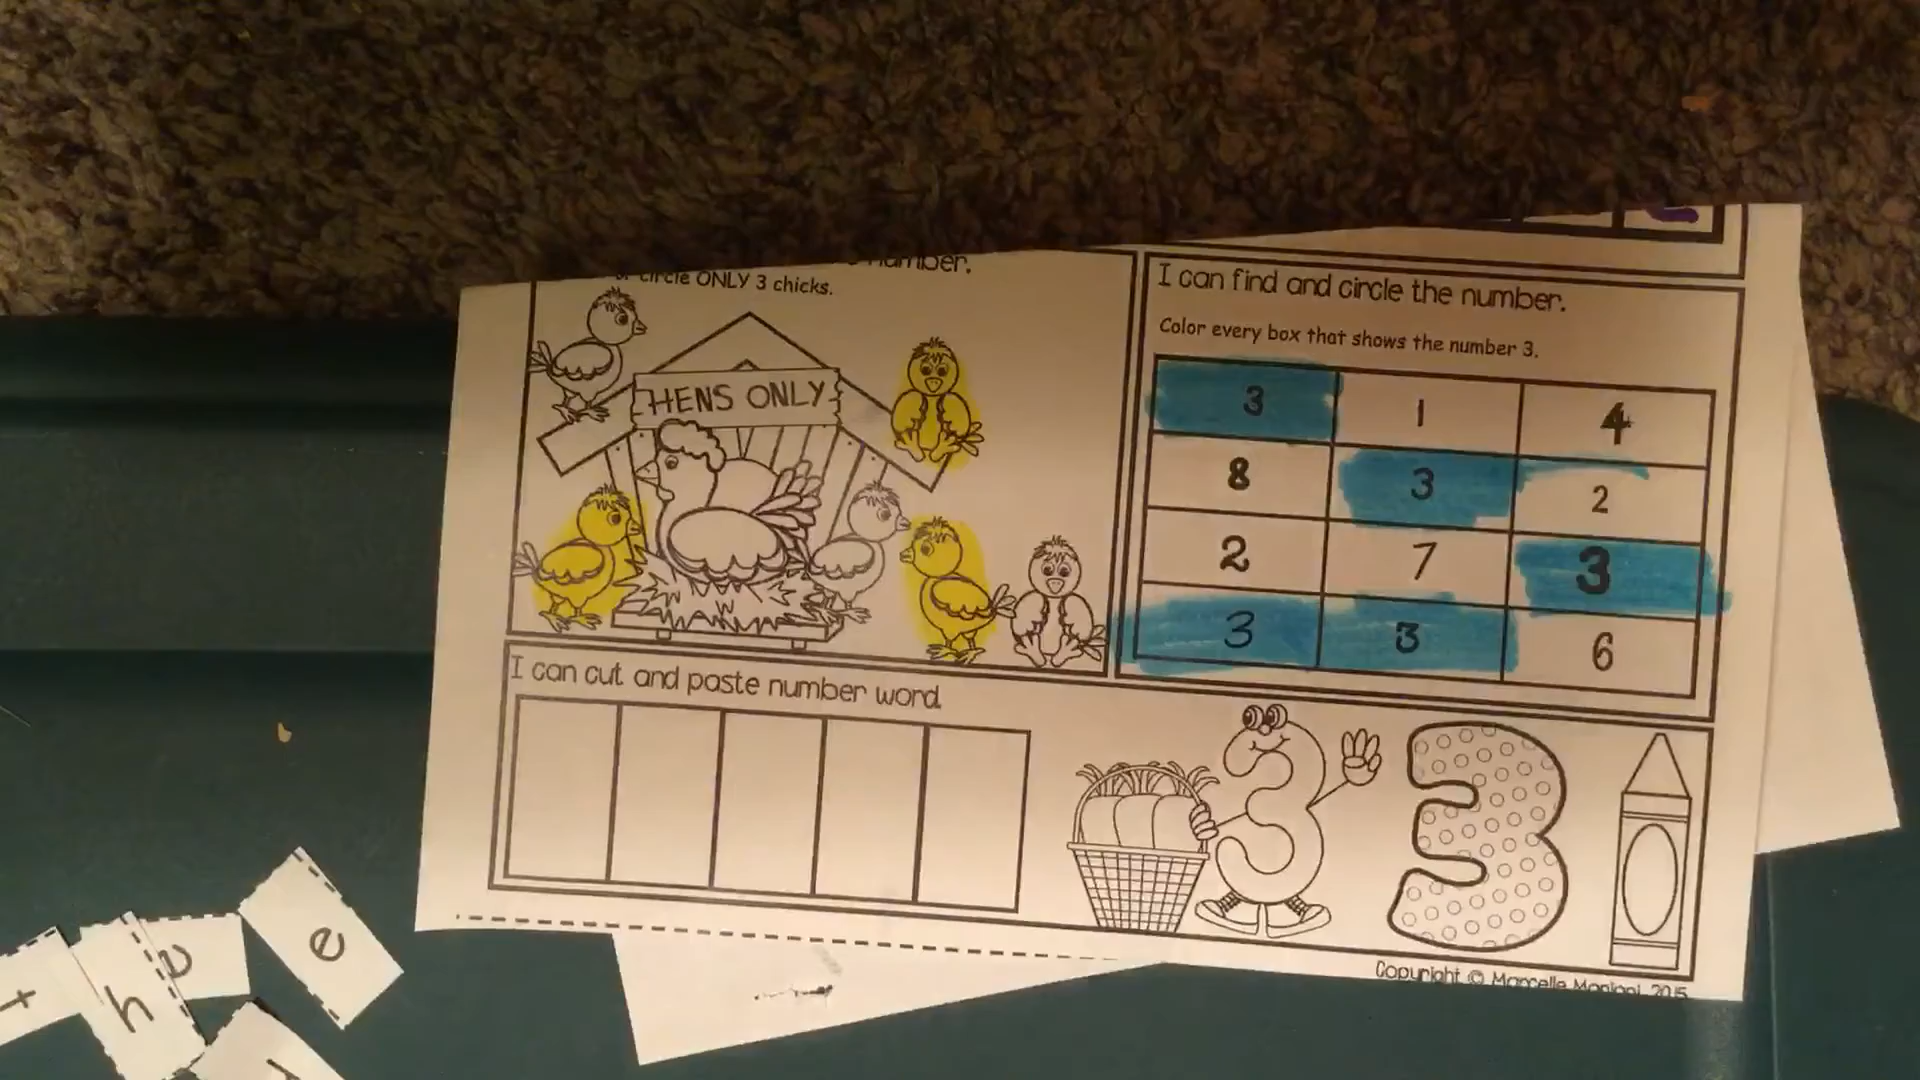 circle ONLY 3 chicks.
HENS ONLY
I can find and circle the number.
Color every box that shows the number 3.
3 1 4
8 3 2
2 7 3
3 3 6
I can cut and paste number word.
3
e
h
t
Copyright © Marcelle
2015